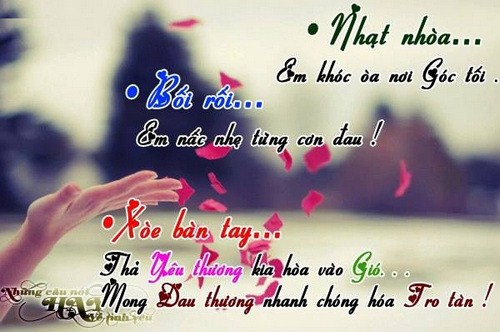 • Nhạt nhòa...
Em khóc òa nơi Góc tối .
• Bối rối...
Em nấc nhẹ từng cơn đau !
• Xòe bàn tay...
Thả Yêu thương kia hòa vào Gió. . .
Mong Đau thương nhanh chóng hóa Tro tàn !
Những câu nói
HAY
Về tình yêu